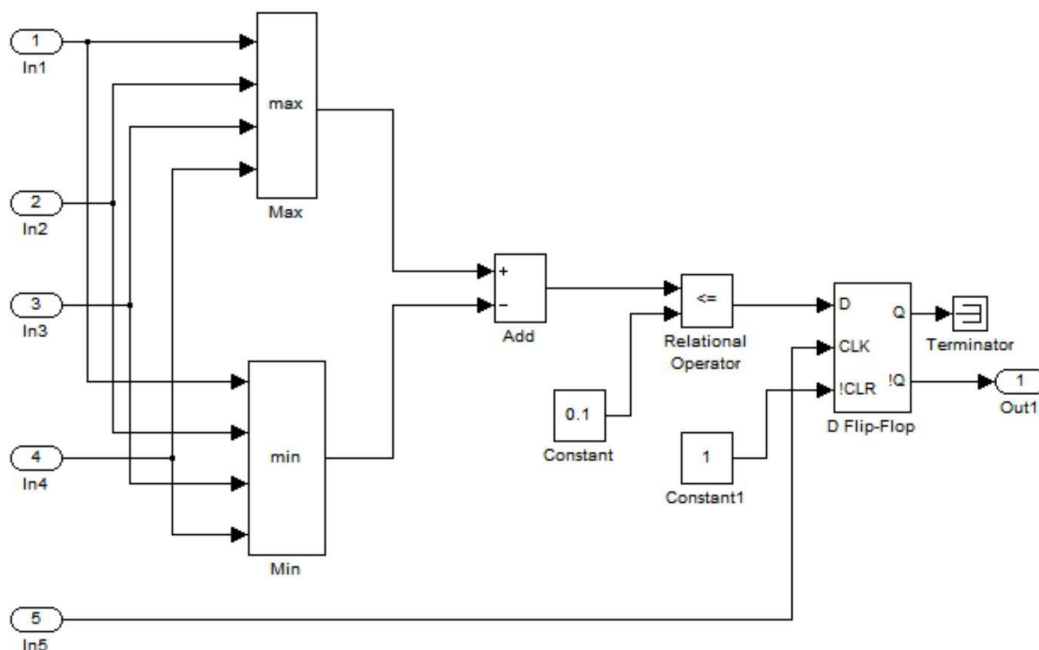 1
In1
max
Max
2
In2
3
In3
+
−
Add
<=
Relational
Operator
D
Q
CLK
!Q
!CLR
D Flip-Flop
Terminator
1
Out1
0.1
Constant
1
Constant1
4
In4
min
Min
5
In5